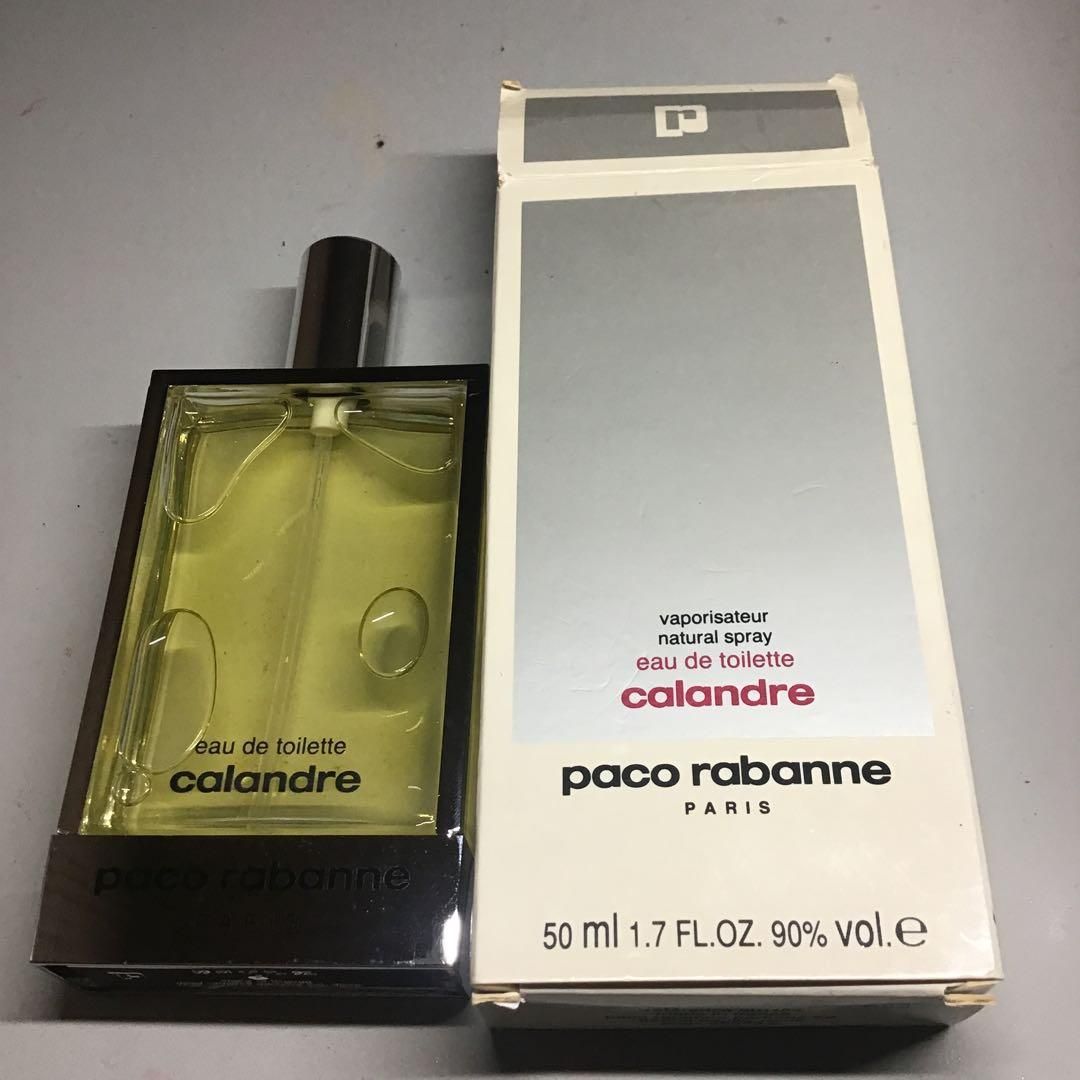 eau de toilette
calandre
paco rabanne
PARIS
vaporisateur
natural spray
eau de toilette
calandre
paco rabanne
PARIS
50 ml 1.7 FL.OZ. 90% vol.e